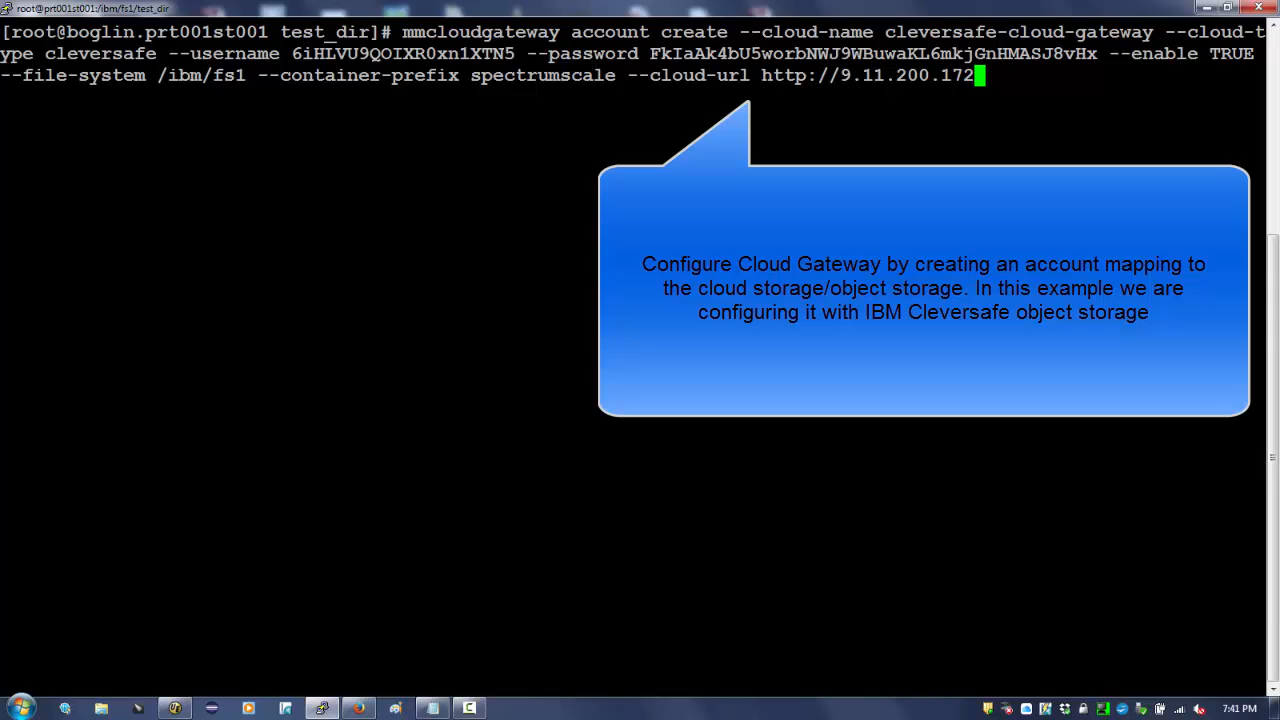 root@prt001st001:/ibm/fs1/test_dir
[root@boglin.prt001st001 test_dir]# mmcloudgateway account create --cloud-name cleversafe-cloud-gateway --cloud-t
ype cleversafe --username 6iHLVU9QOIXR0xn1XTN5 --password FkIaAk4bU5worbNWJ9WBuwaKL6mkjGnHMASJ8vHx --enable TRUE
--file-system /ibm/fs1 --container-prefix spectrumscale --cloud-url http://9.11.200.172
Configure Cloud Gateway by creating an account mapping to
the cloud storage/object storage. In this example we are
configuring it with IBM Cleversafe object storage
7:41 PM